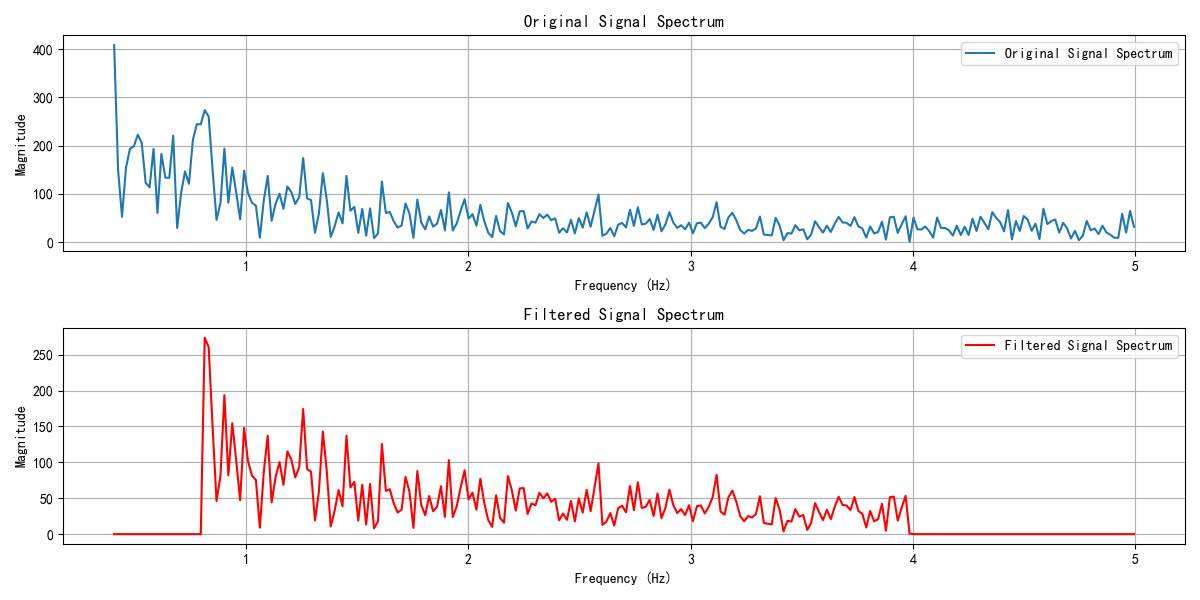 Original Signal Spectrum
Original Signal Spectrum
Magnitude
400
300
200
100
0
1 2 3 4 5
Frequency (Hz)
Filtered Signal Spectrum
Filtered Signal Spectrum
Magnitude
250
200
150
100
50
0
1 2 3 4 5
Frequency (Hz)